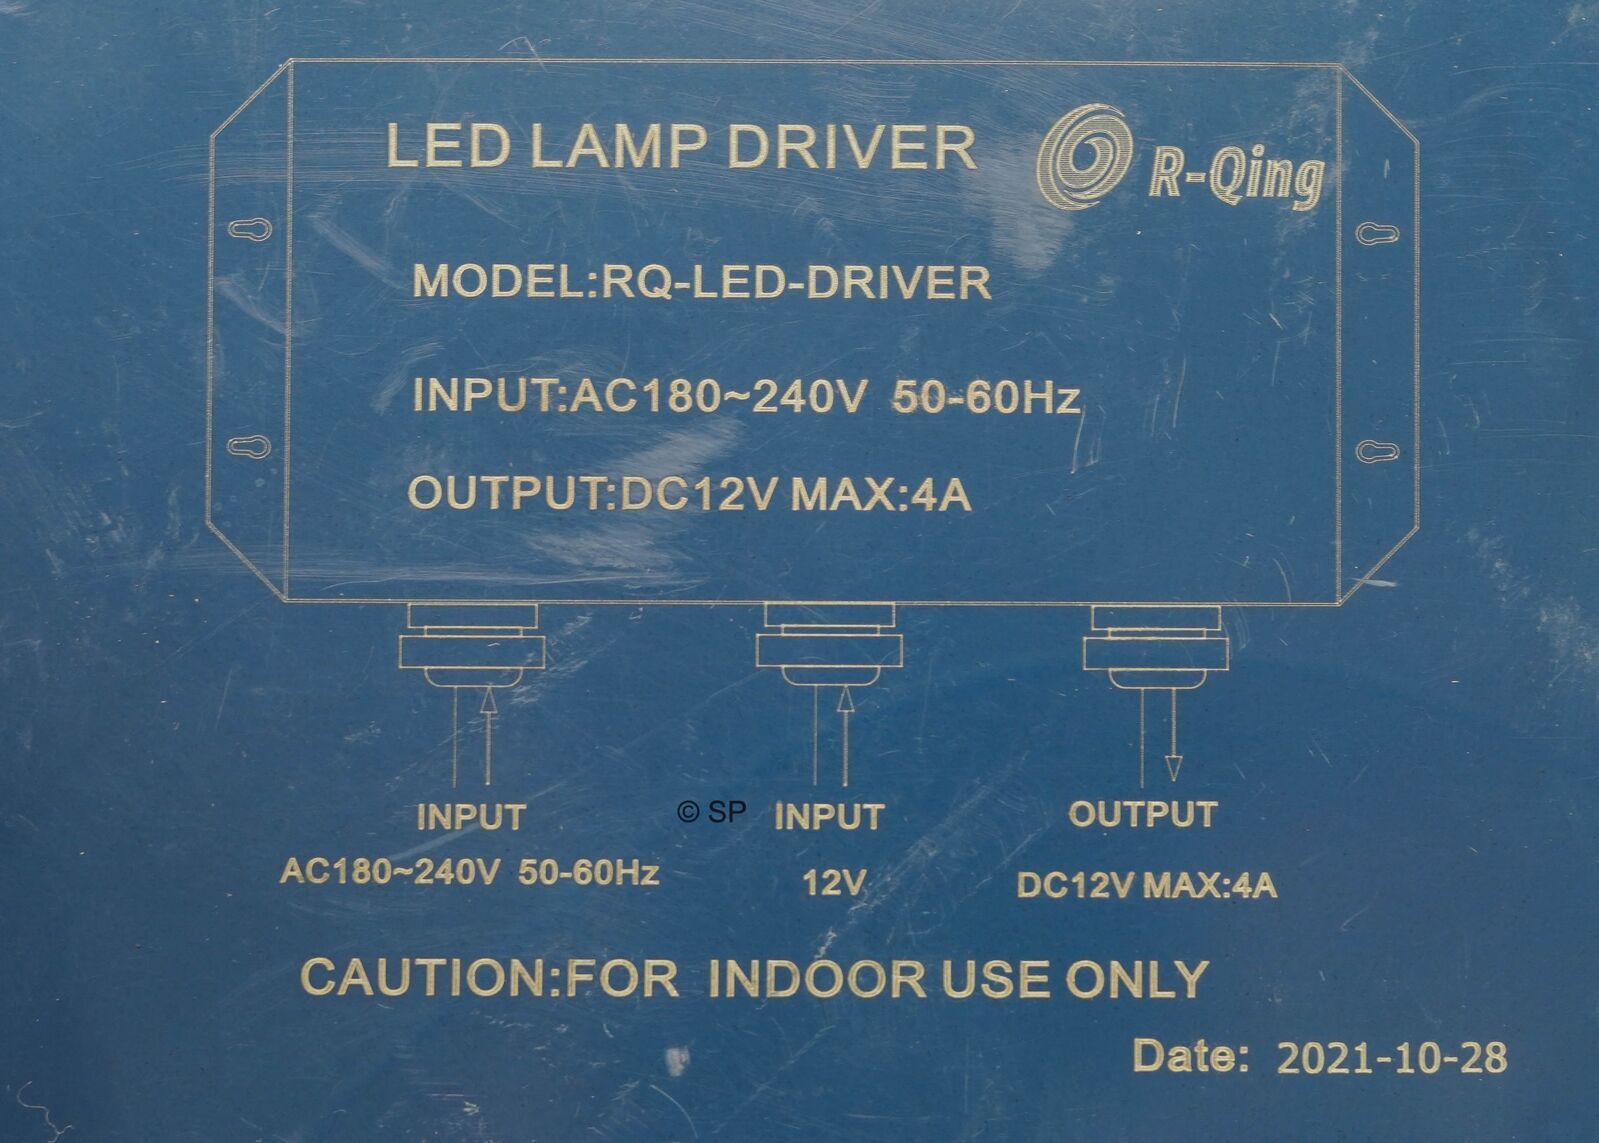 LED LAMP DRIVER
R-Qing
MODEL:RQ-LED-DRIVER
INPUT:AC180~240V 50-60Hz
OUTPUT:DC12V MAX:4A
INPUT
AC180~240V 50-60Hz
© SP
INPUT
12V
OUTPUT
DC12V MAX:4A
CAUTION:FOR INDOOR USE ONLY
Date: 2021-10-28